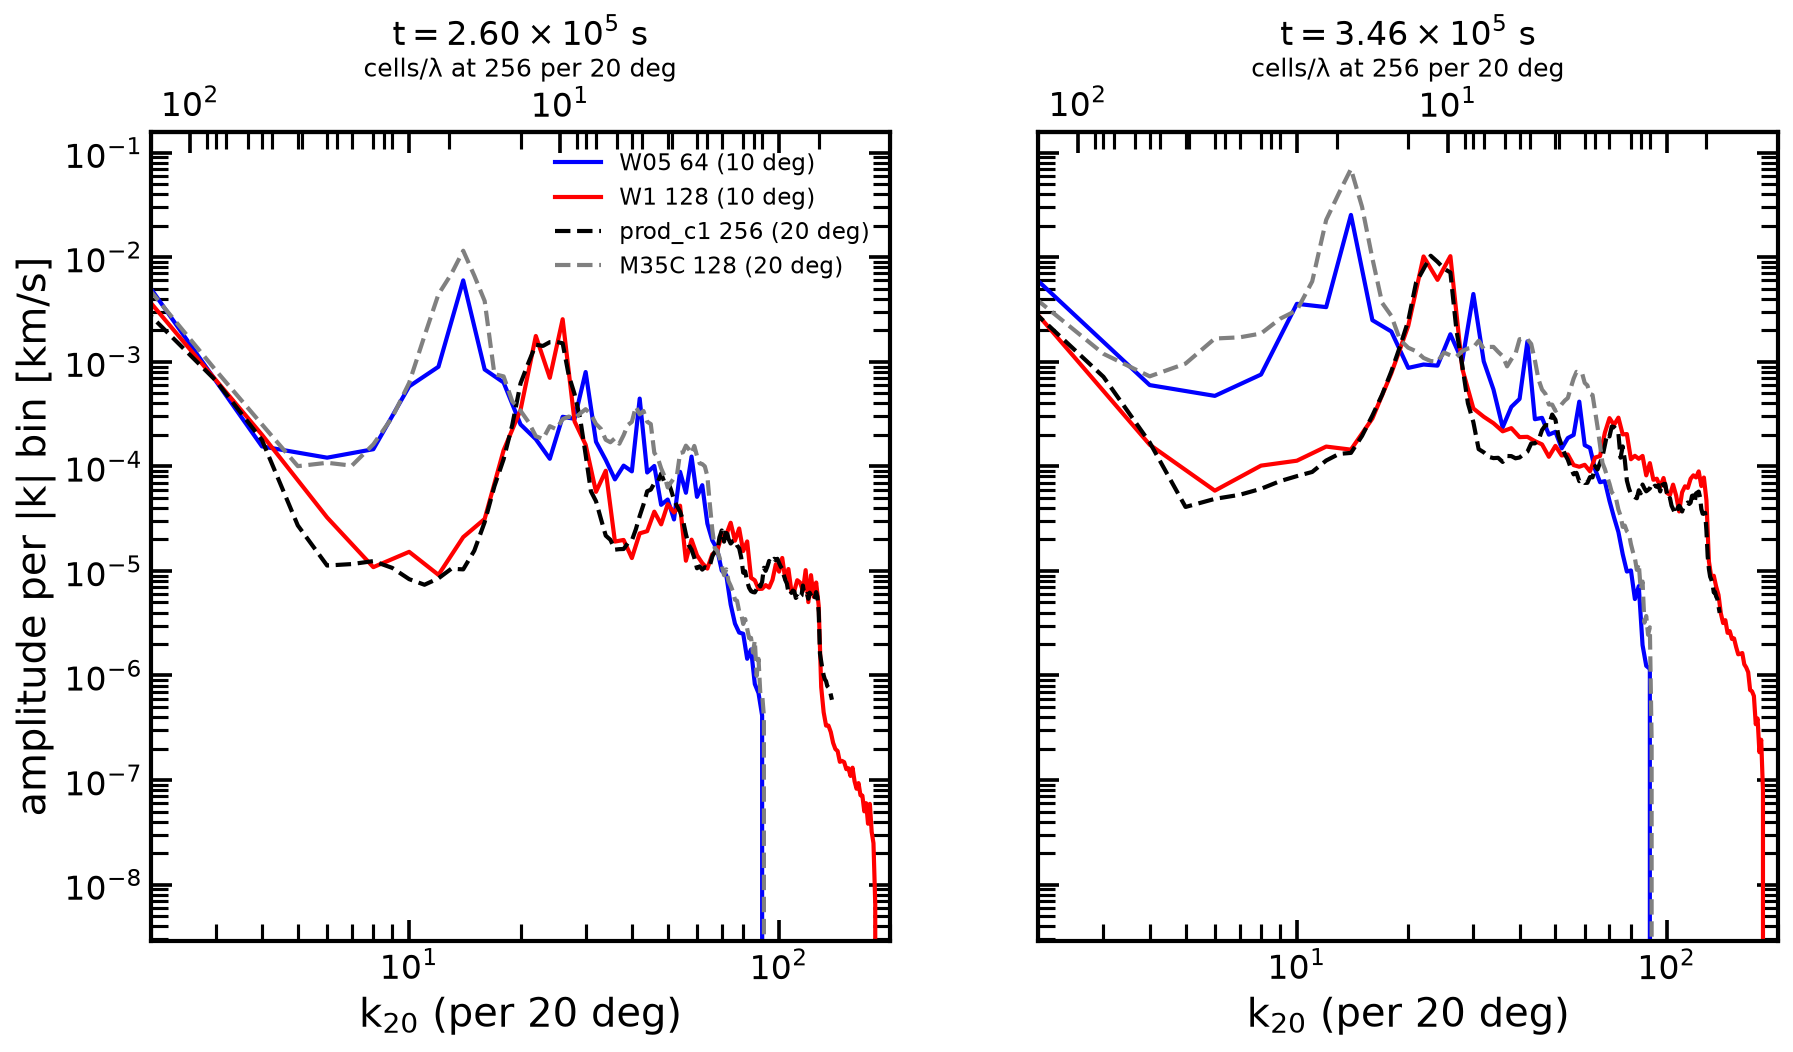 t = 2.60 × 10⁵ s
cells/λ at 256 per 20 deg
10² 10¹
10⁻¹
10⁻²
10⁻³
10⁻⁴
10⁻⁵
10⁻⁶
10⁻⁷
10⁻⁸
amplitude per |k| bin [km/s]
W05 64 (10 deg)
W1 128 (10 deg)
prod_c1 256 (20 deg)
M35C 128 (20 deg)
10¹ 10²
k₂₀ (per 20 deg)
t = 3.46 × 10⁵ s
cells/λ at 256 per 20 deg
10² 10¹
10¹ 10²
k₂₀ (per 20 deg)